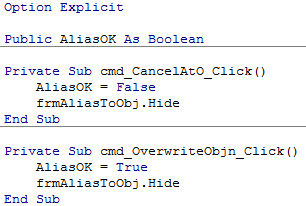 Option Explicit
Public AliasOK As Boolean
Private Sub cmd_CancelAtO_Click()
AliasOK = False
frmAliasToObj.Hide
End Sub
Private Sub cmd_OverwriteObjn_Click()
AliasOK = True
frmAliasToObj.Hide
End Sub